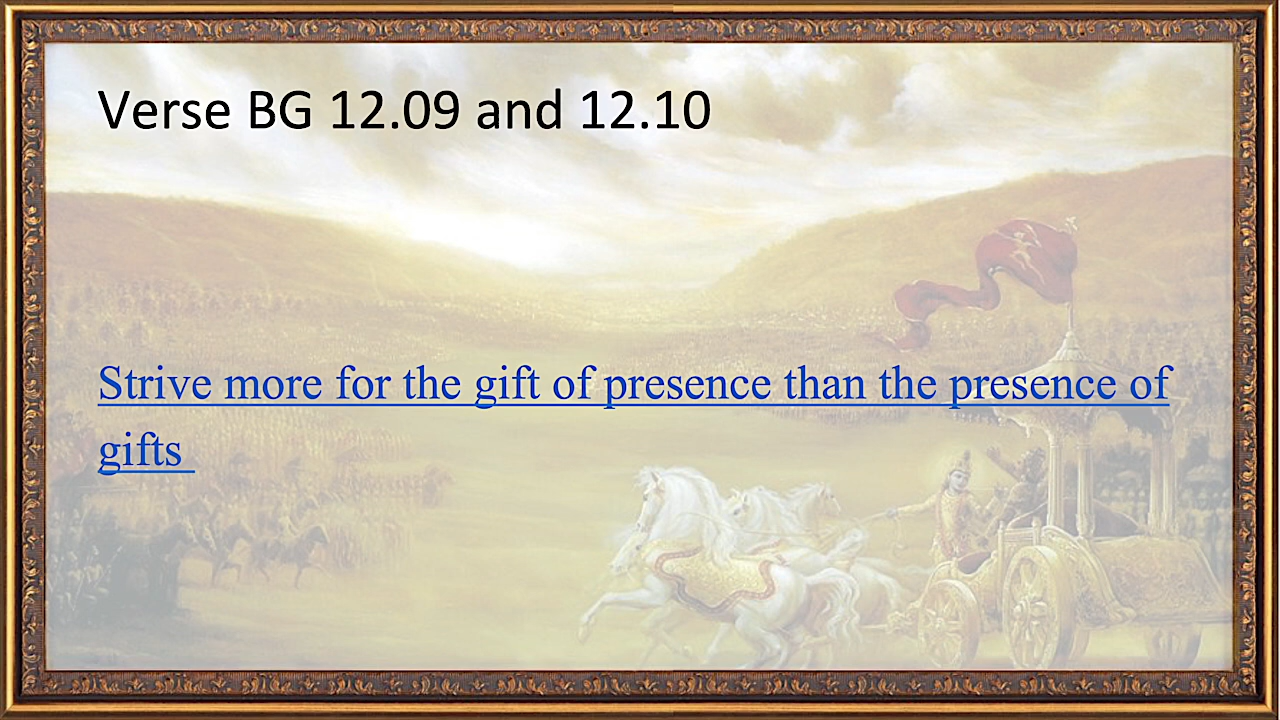 Verse BG 12.09 and 12.10
Strive more for the gift of presence than the presence of
gifts